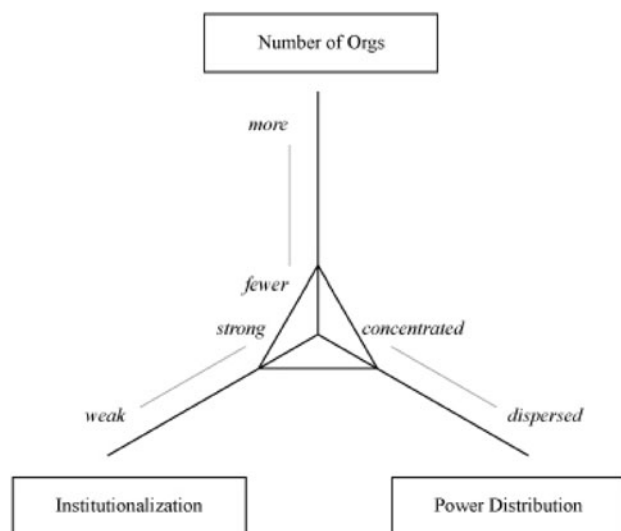 Number of Orgs
more
fewer
strong
concentrated
weak
dispersed
Institutionalization
Power Distribution